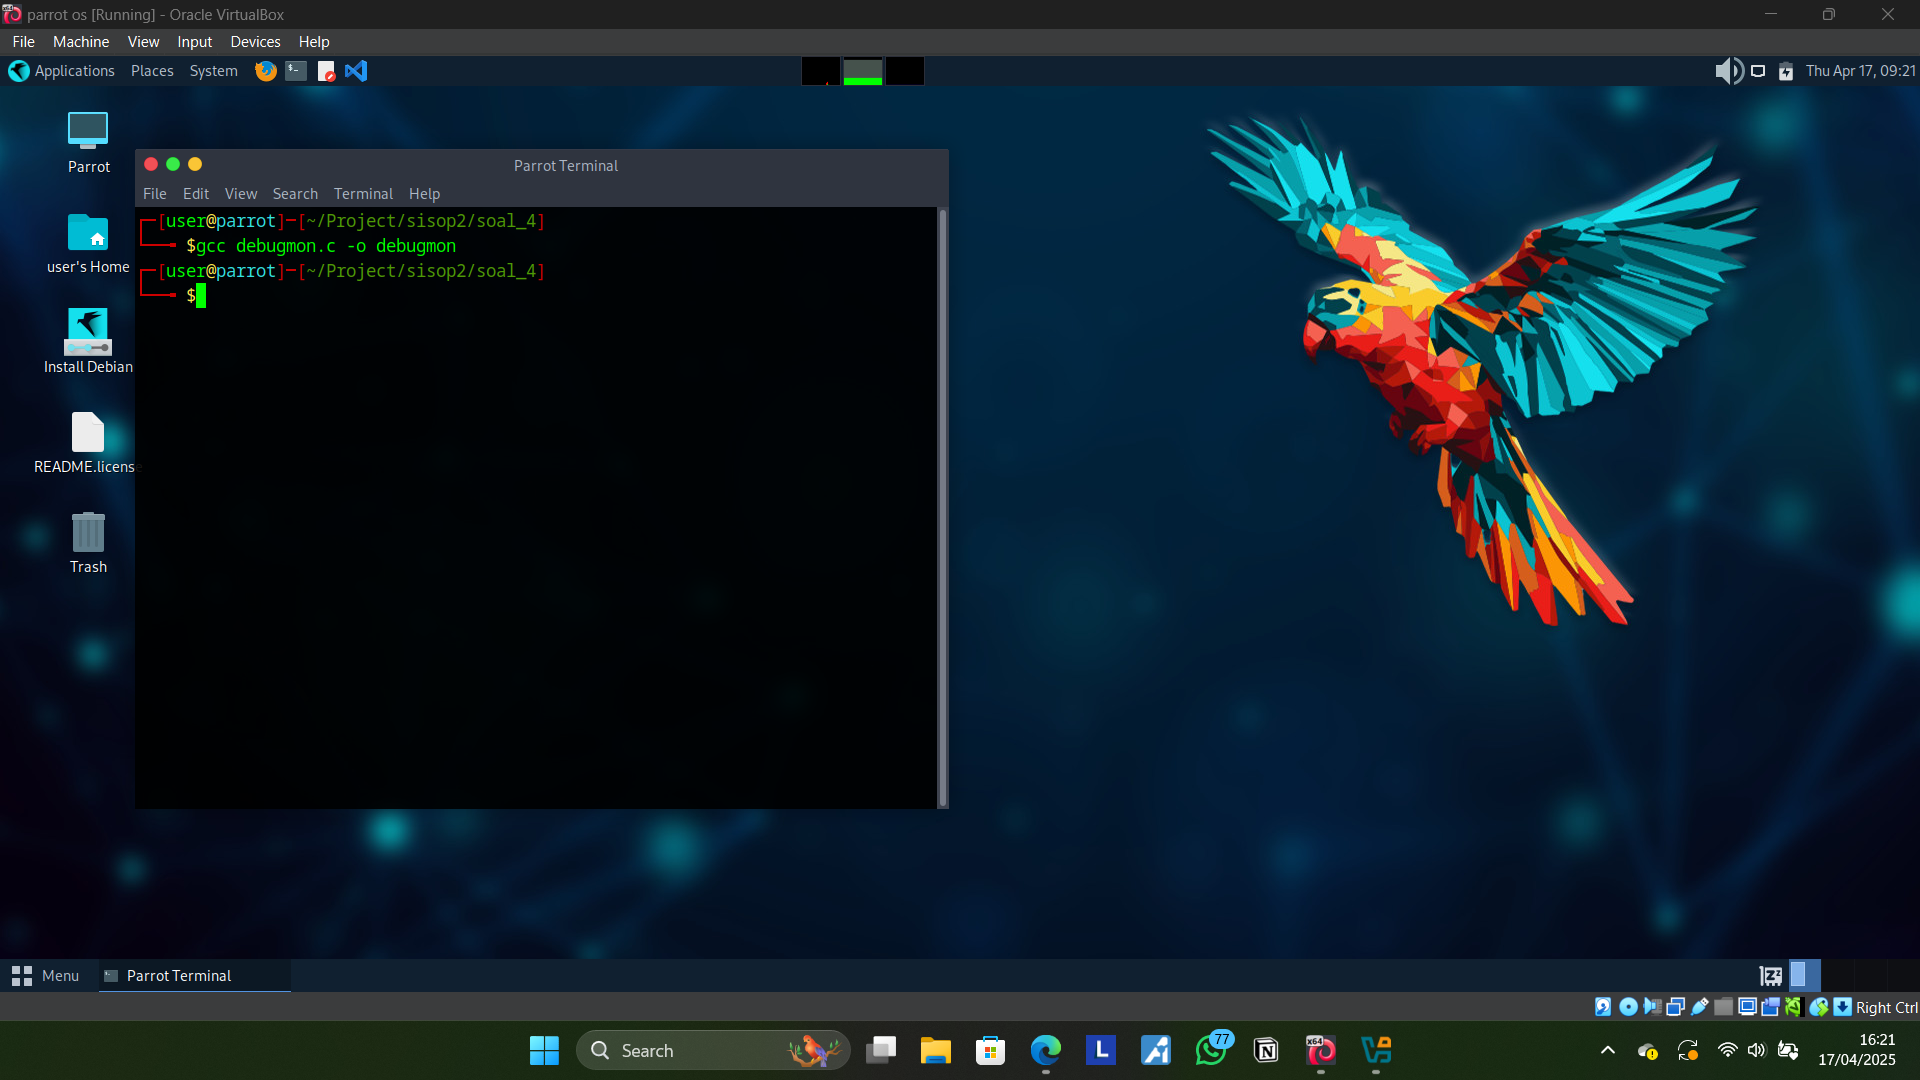 parrot os [Running] - Oracle VirtualBox
File Machine View Input Devices Help
Applications Places System
Thu Apr 17, 09:21
Parrot
user's Home
Install Debian
README.license
Trash
Parrot Terminal
File Edit View Search Terminal Help
┌─[user@parrot]─[~/Project/sisop2/soal_4]
└──╼ $gcc debugmon.c -o debugmon
┌─[user@parrot]─[~/Project/sisop2/soal_4]
└──╼ $
Menu
Parrot Terminal
Right Ctrl
Search
L
77
x64
16:21
17/04/2025